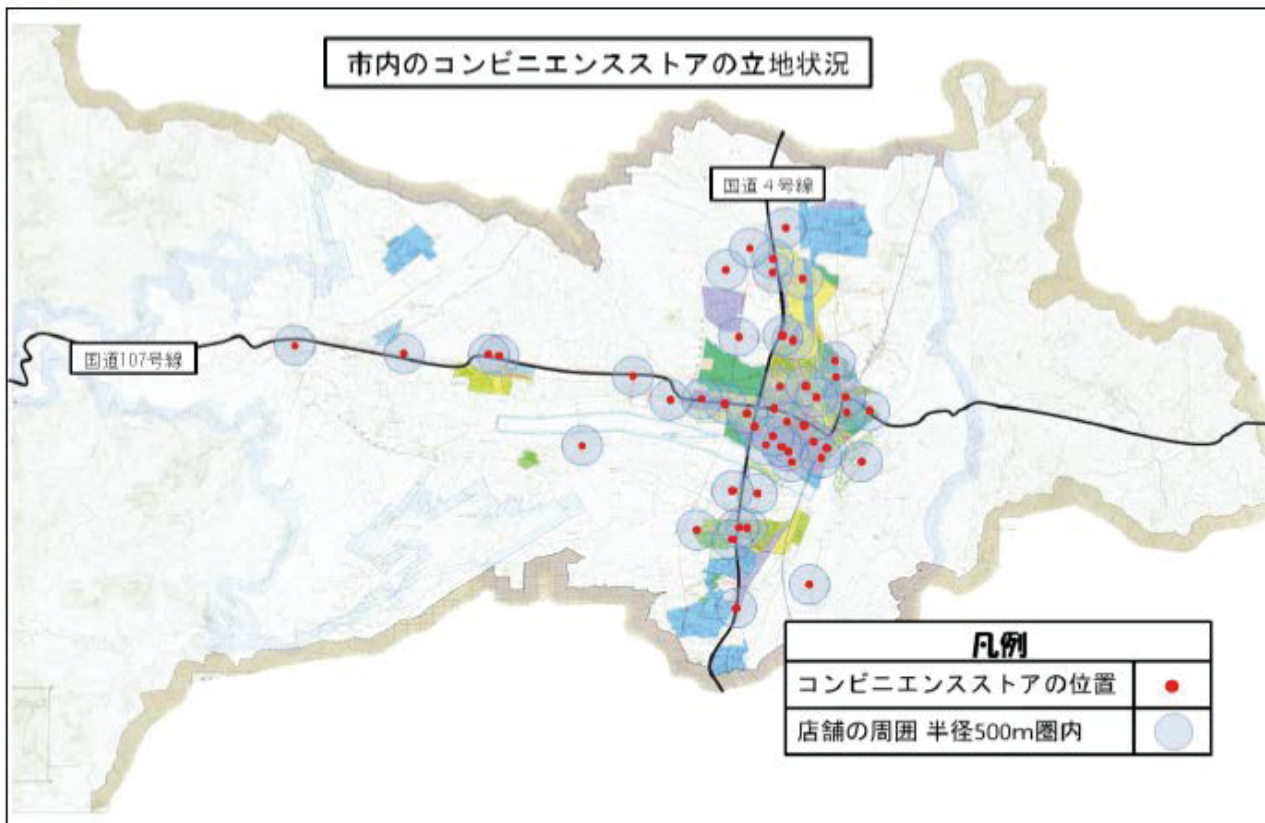 市内のコンビニエンスストアの立地状況
国道４号線
国道107号線
凡例
コンビニエンスストアの位置
店舗の周囲 半径500m圏内